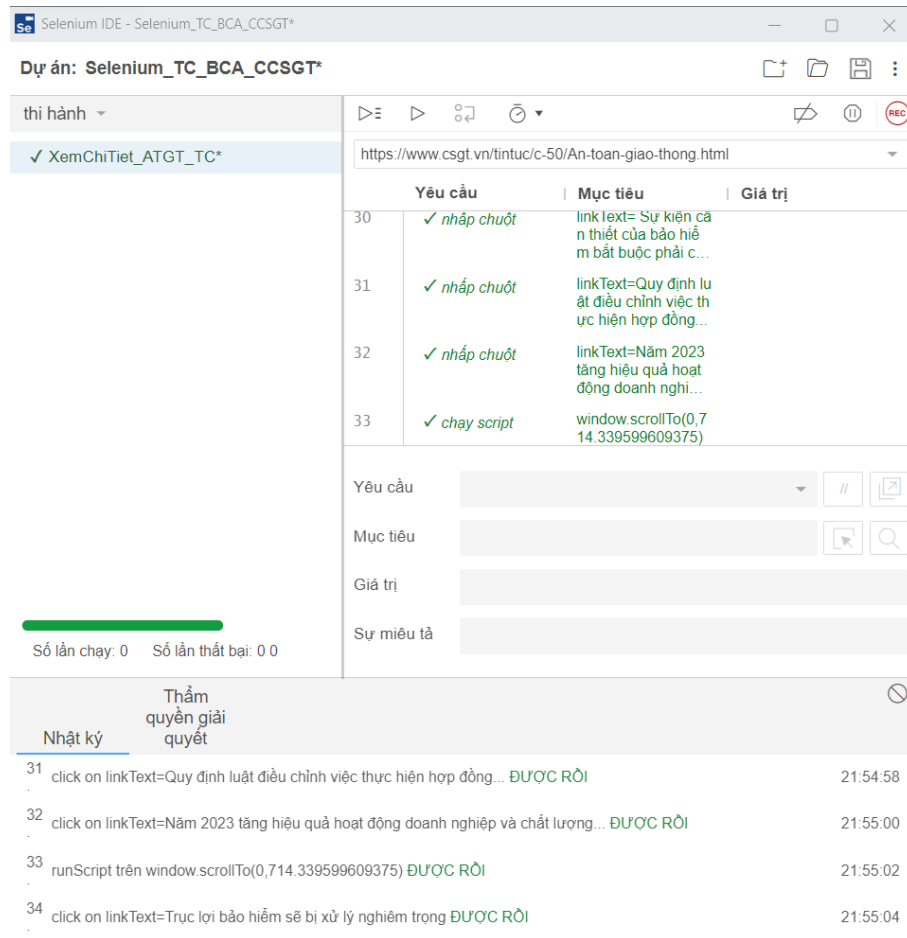 Se Selenium IDE - Selenium_TC_BCA_CCSGT*
Dự án: Selenium_TC_BCA_CCSGT*
thi hành
REC
✓ XemChiTiet_ATGT_TC*
https://www.csgt.vn/tintuc/c-50/An-toan-giao-thong.html
Yêu cầu Mục tiêu Giá trị
30 ✓ nhấp chuột linkText= Sự kiện cầ
n thiết của bảo hiể
m bắt buộc phải c...
31 ✓ nhấp chuột linkText=Quy định lu
ật điều chỉnh việc th
ực hiện hợp đồng...
32 ✓ nhấp chuột linkText=Năm 2023
tăng hiệu quả hoạt
động doanh nghi...
33 ✓ chạy script window.scrollTo(0,7
14.339599609375)
Yêu cầu //
Mục tiêu
Giá trị
Sự miêu tả
Số lần chạy: 0 Số lần thất bại: 0 0
Nhật ký
Thẩm
quyền giải
quyết
31. click on linkText=Quy định luật điều chỉnh việc thực hiện hợp đồng... ĐƯỢC RỒI 21:54:58
32. click on linkText=Năm 2023 tăng hiệu quả hoạt động doanh nghiệp và chất lượng... ĐƯỢC RỒI 21:55:00
33. runScript trên window.scrollTo(0,714.339599609375) ĐƯỢC RỒI 21:55:02
34. click on linkText=Trục lợi bảo hiểm sẽ bị xử lý nghiêm trọng ĐƯỢC RỒI 21:55:04